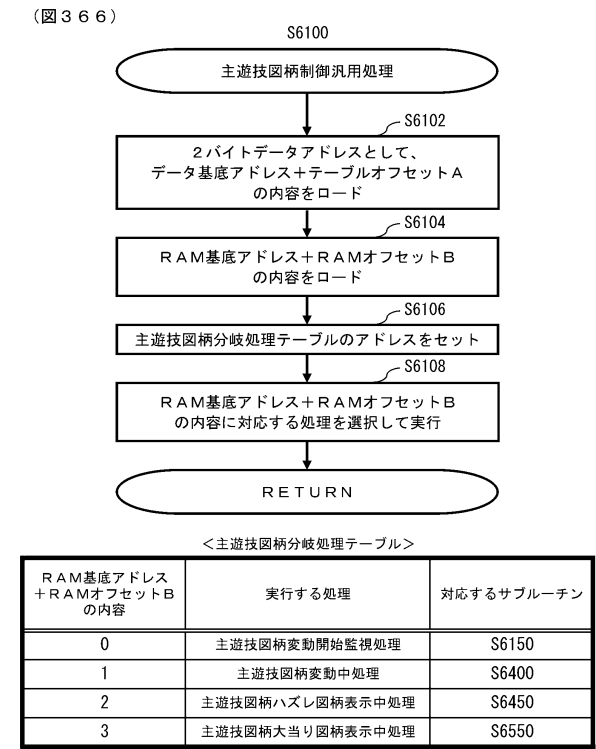 （図３６６）
S6100
主遊技図柄制御汎用処理
S6102
２バイトデータアドレスとして、
データ基底アドレス＋テーブルオフセットＡ
の内容をロード
S6104
ＲＡＭ基底アドレス＋ＲＡＭオフセットＢ
の内容をロード
S6106
主遊技図柄分岐処理テーブルのアドレスをセット
S6108
ＲＡＭ基底アドレス＋ＲＡＭオフセットＢ
の内容に対応する処理を選択して実行
ＲＥＴＵＲＮ
＜主遊技図柄分岐処理テーブル＞
ＲＡＭ基底アドレス
＋ＲＡＭオフセットＢ
の内容
実行する処理
対応するサブルーチン
0
主遊技図柄変動開始監視処理
S6150
1
主遊技図柄変動中処理
S6400
2
主遊技図柄ハズレ図柄表示中処理
S6450
3
主遊技図柄大当り図柄表示中処理
S6550